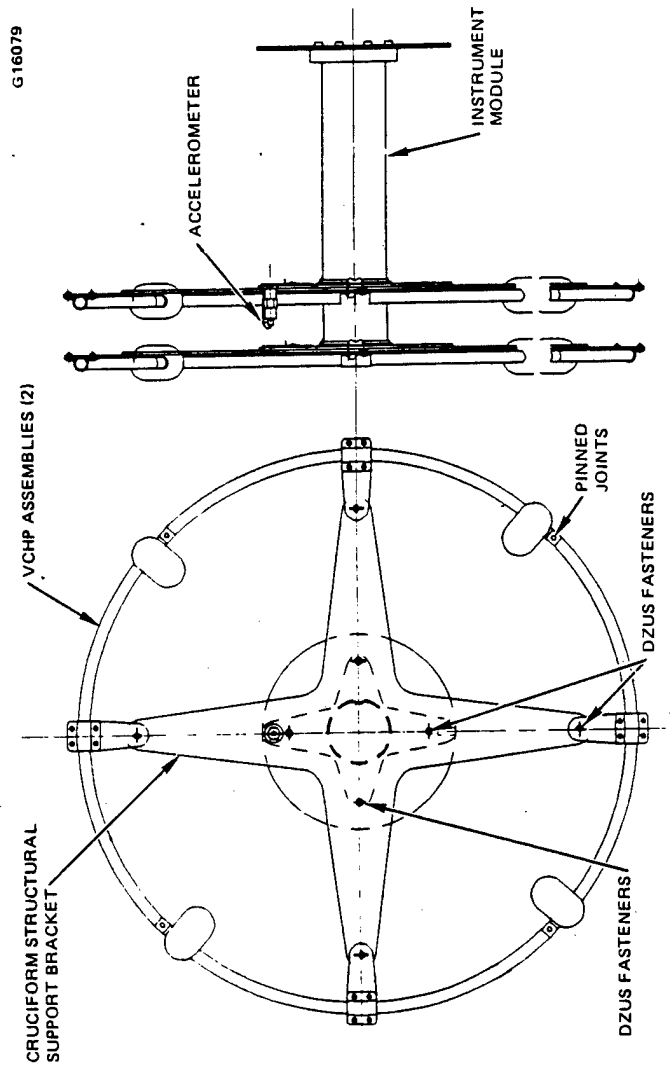 G16079
CRUCIFORM STRUCTURAL
SUPPORT BRACKET
VCHP ASSEMBLIES (2)
ACCELEROMETER
INSTRUMENT
MODULE
PINNED
JOINTS
DZUS FASTENERS
DZUS FASTENERS